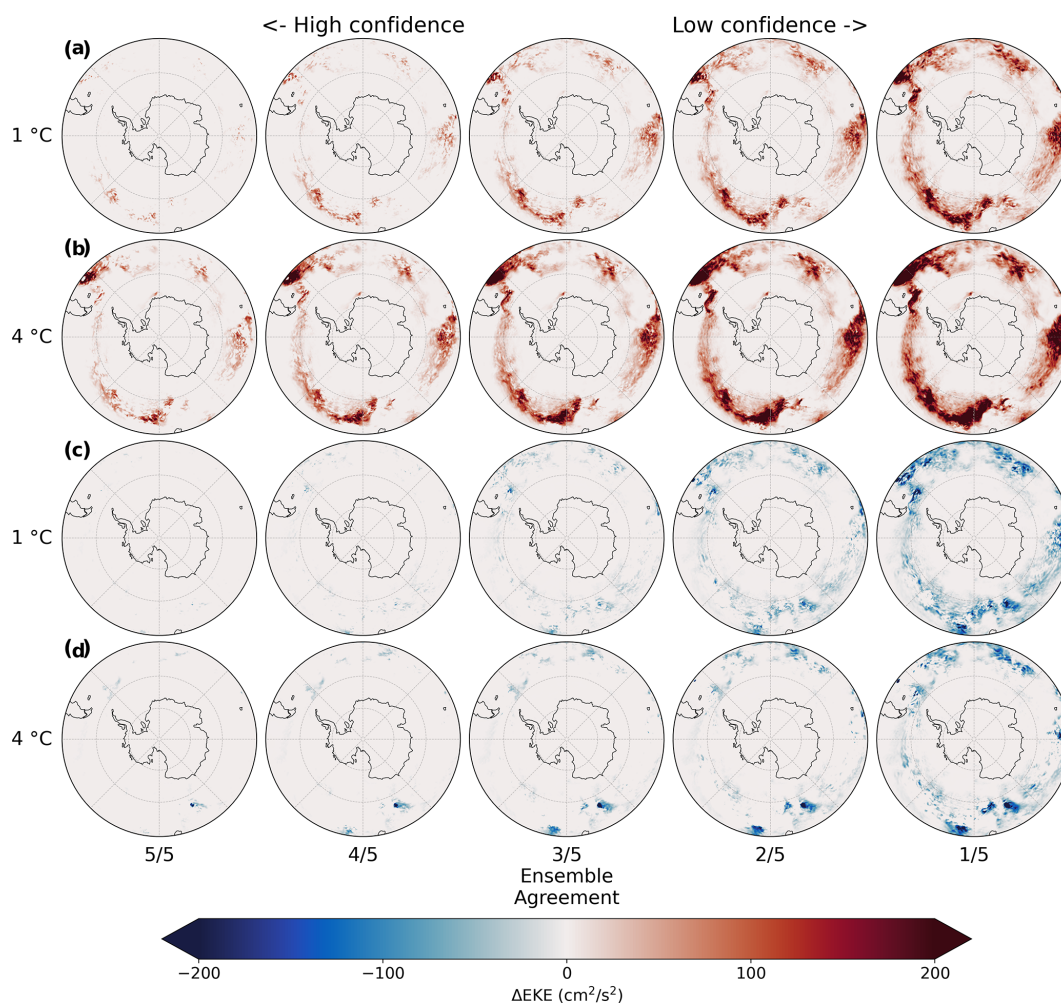 <- High confidence
Low confidence ->
(a)
1 °C
(b)
4 °C
(c)
1 °C
(d)
4 °C
5/5
4/5
3/5
2/5
1/5
Ensemble
Agreement
−200
−100
0
100
200
ΔEKE (cm²/s²)